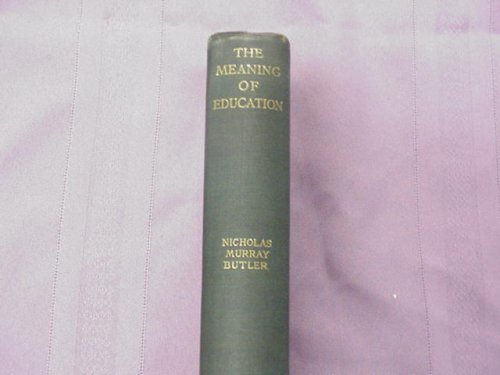 THE
MEANING
OF
EDUCATION
NICHOLAS
MURRAY
BUTLER